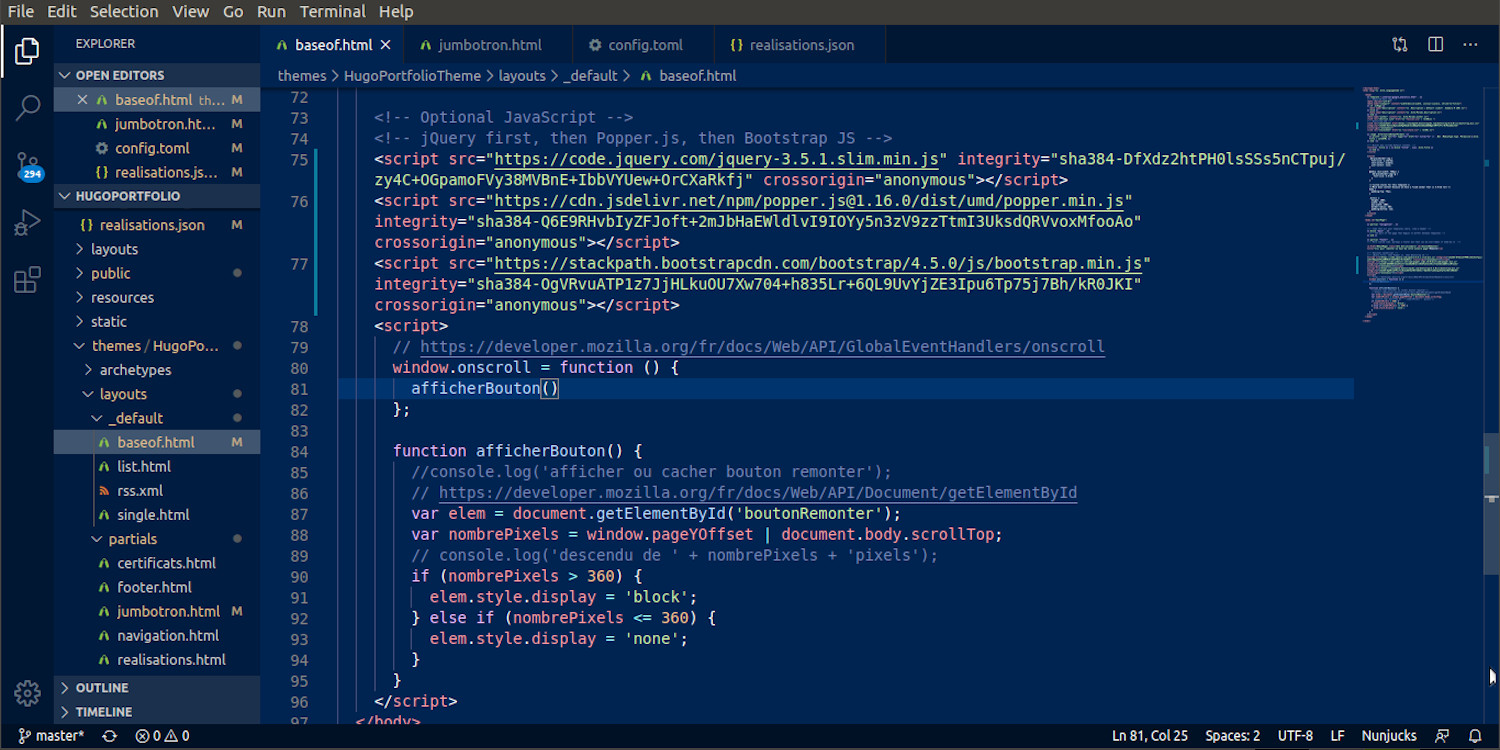 File Edit Selection View Go Run Terminal Help
EXPLORER
OPEN EDITORS
baseof.html th... M
jumbotron.ht... M
config.toml M
realisations.js... M
294
HUGOPORTFOLIO
{} realisations.json M
layouts
public
resources
static
themes / HugoPo...
archetypes
layouts
_default
baseof.html M
list.html
rss.xml
single.html
partials
certificats.html
footer.html
jumbotron.html M
navigation.html
realisations.html
OUTLINE
TIMELINE
baseof.html jumbotron.html config.toml {} realisations.json
themes > HugoPortfolioTheme > layouts > _default > baseof.html
72
73 <!-- Optional JavaScript -->
74 <!-- jQuery first, then Popper.js, then Bootstrap JS -->
75 <script src="https://code.jquery.com/jquery-3.5.1.slim.min.js" integrity="sha384-DfXdz2htPH0lsSSs5nCTpuj/
zy4C+OGpamoFVy38MVBnE+IbbVYUew+OrCXaRkfj" crossorigin="anonymous"></script>
76 <script src="https://cdn.jsdelivr.net/npm/popper.js@1.16.0/dist/umd/popper.min.js"
integrity="sha384-Q6E9RHvbIyZFJoft+2mJbHaEWldlvI9IOYy5n3zV9zzTtmI3UksdQRVvoxMfooAo"
crossorigin="anonymous"></script>
77 <script src="https://stackpath.bootstrapcdn.com/bootstrap/4.5.0/js/bootstrap.min.js"
integrity="sha384-OgVRvuATP1z7JjHLkuOU7Xw704+h835Lr+6QL9UvYjZE3Ipu6Tp75j7Bh/kR0JKI"
crossorigin="anonymous"></script>
78 <script>
79 // https://developer.mozilla.org/fr/docs/Web/API/GlobalEventHandlers/onscroll
80 window.onscroll = function () {
81 afficherBouton()
82 };
83
84 function afficherBouton() {
85 //console.log('afficher ou cacher bouton remonter');
86 // https://developer.mozilla.org/fr/docs/Web/API/Document/getElementById
87 var elem = document.getElementById('boutonRemonter');
88 var nombrePixels = window.pageYOffset | document.body.scrollTop;
89 // console.log('descendu de ' + nombrePixels + 'pixels');
90 if (nombrePixels > 360) {
91 elem.style.display = 'block';
92 } else if (nombrePixels <= 360) {
93 elem.style.display = 'none';
94 }
95 }
96 </script>
97 </body>
master* 0 0 Ln 81, Col 25 Spaces: 2 UTF-8 LF Nunjucks